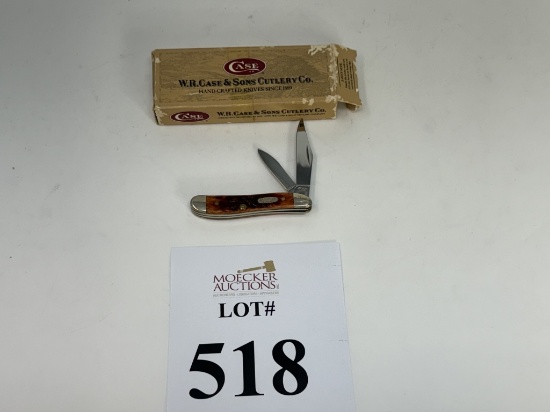 CASE
W.R. CASE & SONS CUTLERY CO.
HAND-CRAFTED KNIVES SINCE 1889
CASE
W.R. CASE & SONS CUTLERY CO.
MOECKER
AUCTIONS
LOT#
518